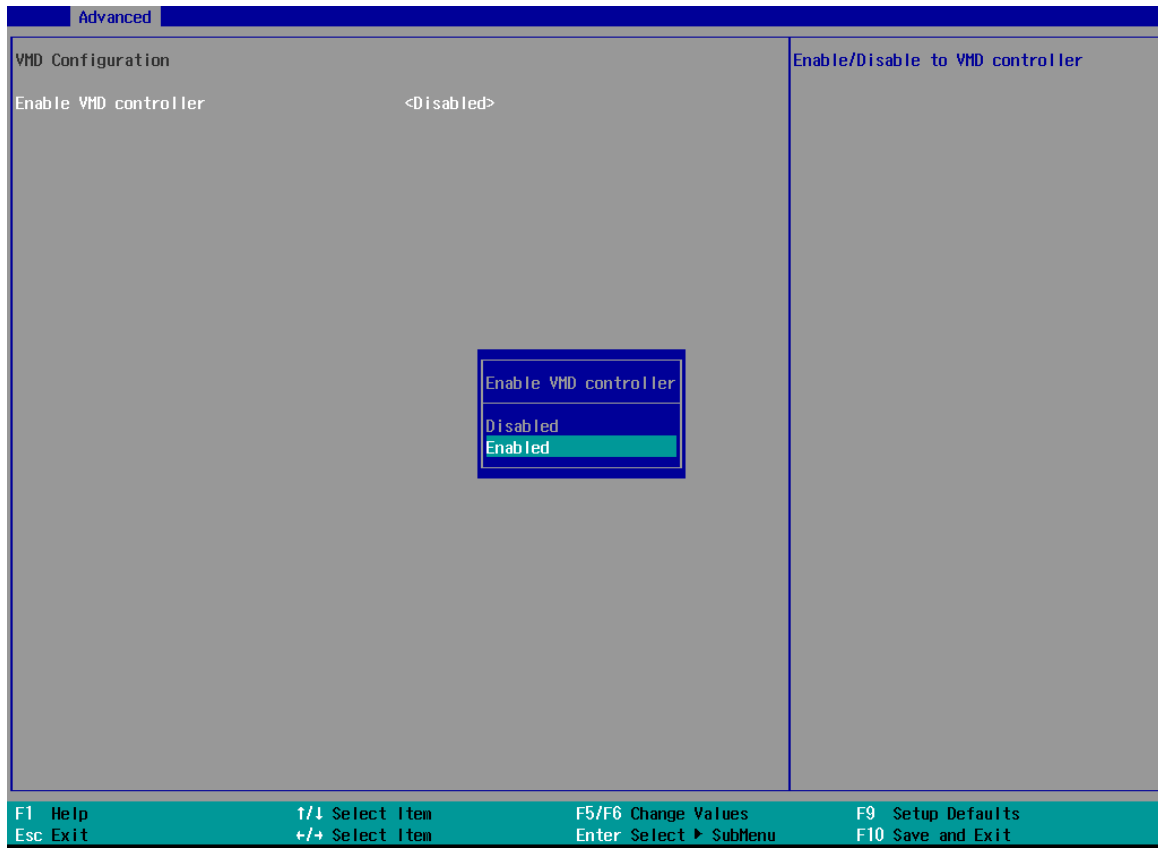 Advanced
VMD Configuration
Enable/Disable to VMD controller
Enable VMD controller <Disabled>
Enable VMD controller
Disabled
Enabled
F1 Help ↑/↓ Select Item F5/F6 Change Values F9 Setup Defaults
Esc Exit ←/→ Select Item Enter Select ▶ SubMenu F10 Save and Exit